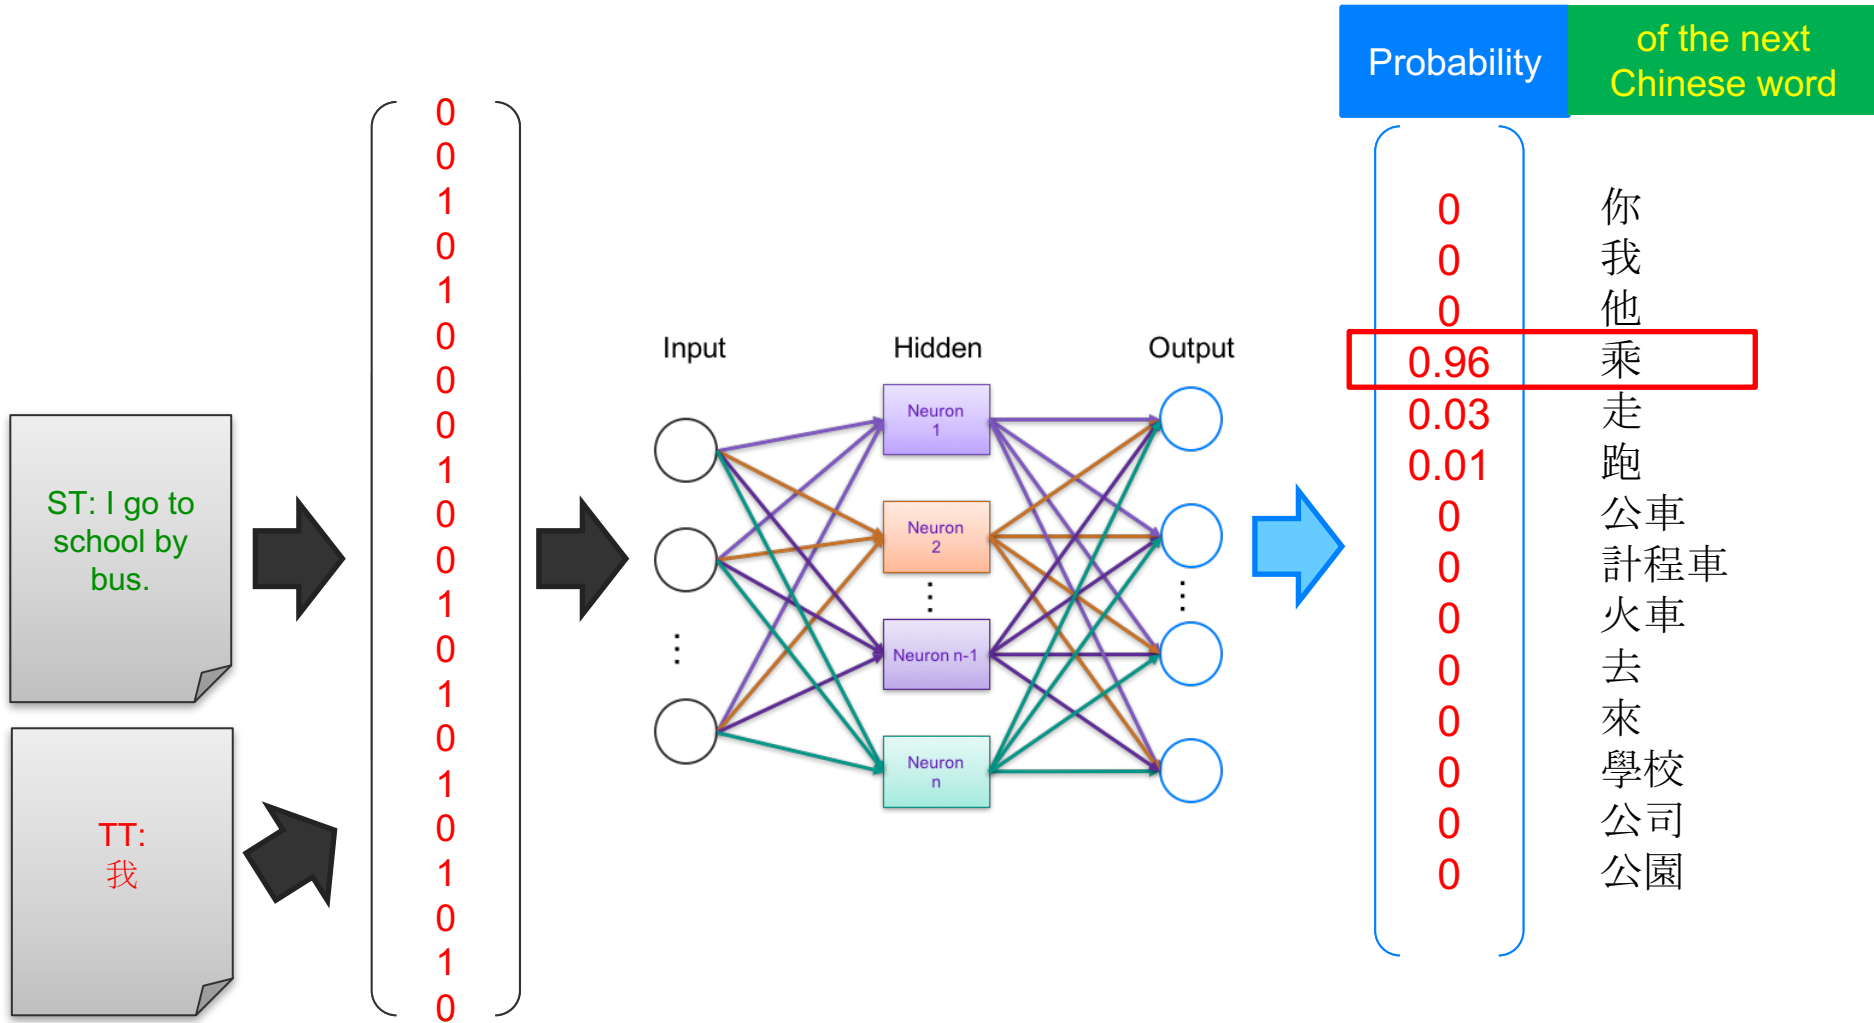 Probability
of the next
Chinese word
ST: I go to
school by
bus.
TT:
我
0
0
1
0
1
0
0
0
1
0
0
1
0
1
0
1
0
1
0
1
0
Input
Hidden
Output
Neuron
1
Neuron
2
⋮
Neuron n-1
Neuron
n
⋮
⋮
0 你
0 我
0 他
0.96 乘
0.03 走
0.01 跑
0 公車
0 計程車
0 火車
0 去
0 來
0 學校
0 公司
0 公園